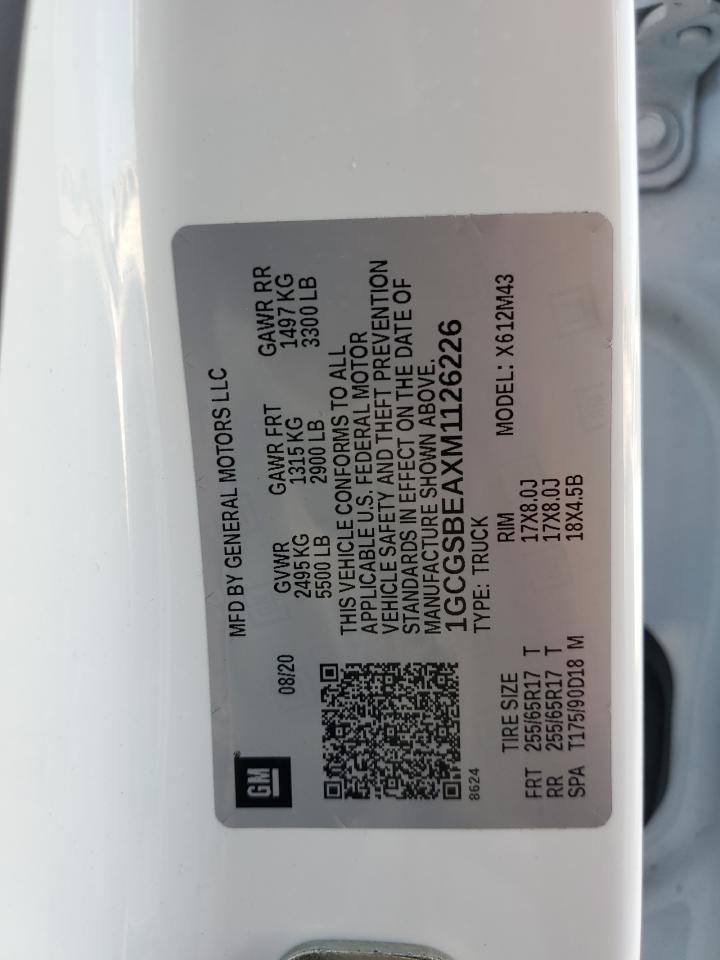 GM
08/20
MFD BY GENERAL MOTORS LLC
GVWR GAWR FRT GAWR RR
2495 KG 1315 KG 1497 KG
5500 LB 2900 LB 3300 LB
THIS VEHICLE CONFORMS TO ALL
APPLICABLE U.S. FEDERAL MOTOR
VEHICLE SAFETY AND THEFT PREVENTION
STANDARDS IN EFFECT ON THE DATE OF
MANUFACTURE SHOWN ABOVE.
1GCGSBEAXM1126226
8624
TYPE: TRUCK
TIRE SIZE RIM MODEL: X612M43
FRT 255/65R17 T 17X8.0J
RR 255/65R17 T 17X8.0J
SPA T175/90D18 M 18X4.5B